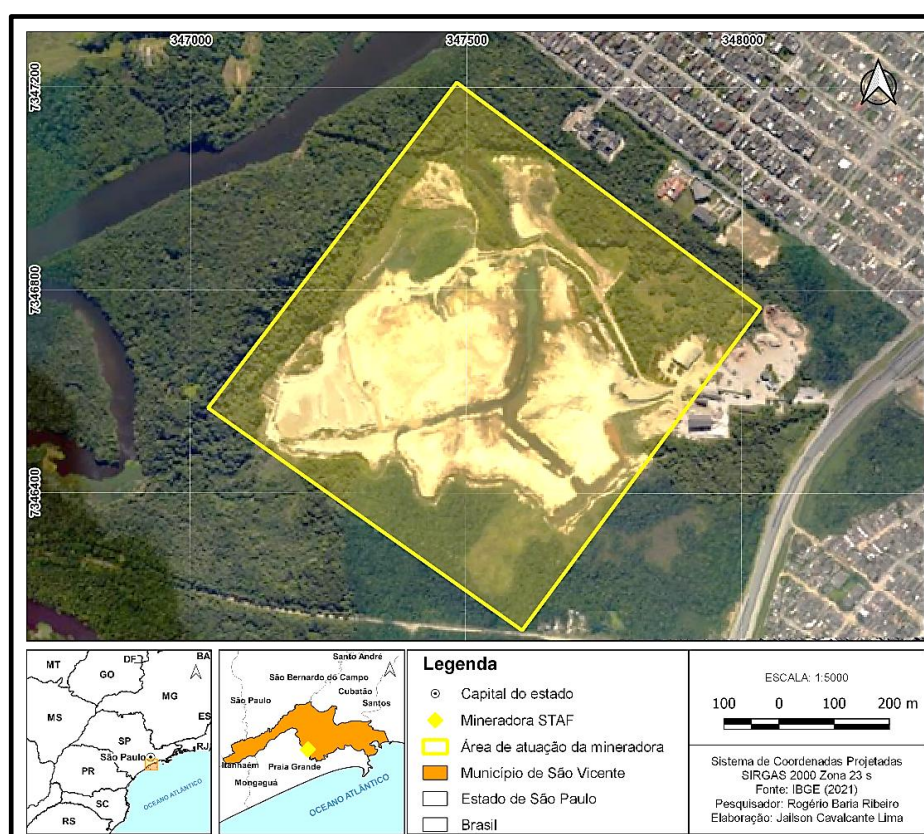 347000
347500
348000
7347200
7346800
7346400
MT
GO
DF
BA
MG
ES
MS
SP
RJ
São Paulo
PR
SC
OCEANO ATLÂNTICO
RS
Santo André
São Bernardo do Campo
Cubatão
São Paulo
Santos
Itanhaém
Praia Grande
Mongaguá
OCEANO ATLÂNTICO
Legenda
Capital do estado
Mineradora STAF
Área de atuação da mineradora
Município de São Vicente
Estado de São Paulo
Brasil
ESCALA: 1:5000
100 0 100 200 m
Sistema de Coordenadas Projetadas
SIRGAS 2000 Zona 23 s
Fonte: IBGE (2021)
Pesquisador: Rogério Baria Ribeiro
Elaboração: Jailson Cavalcante Lima